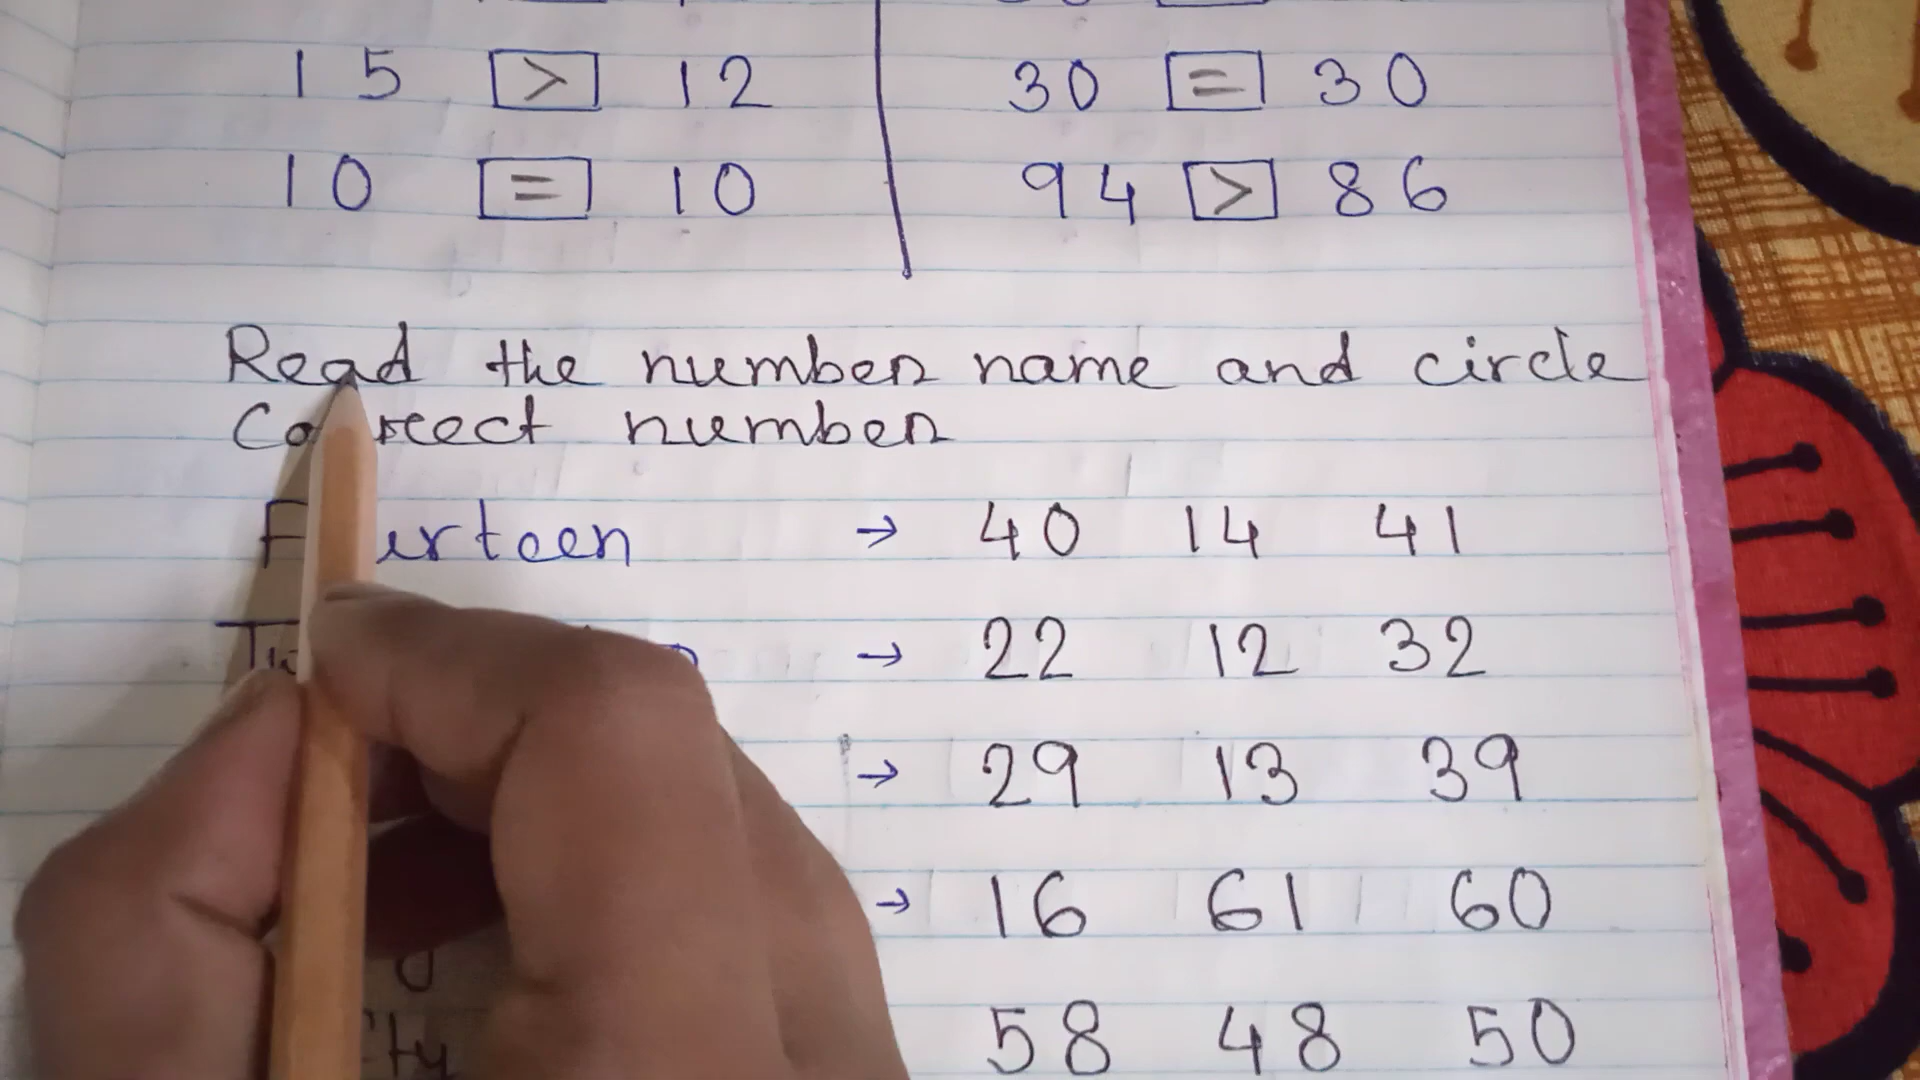 15 > 12 30 = 30
10 = 10 94 > 86
Read the number name and circle
Correct number
→ 40 14 41
→ 22 12 32
→ 29 13 39
→ 16 61 60
58 48 50